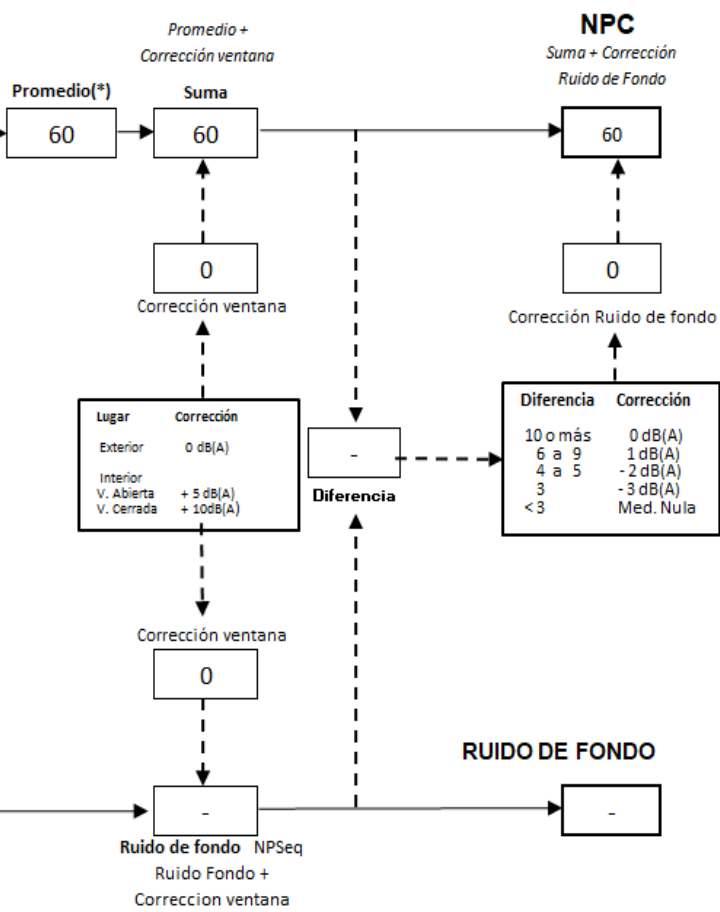 Promedio +
Corrección ventana
NPC
Suma + Corrección
Ruido de Fondo
Promedio(*)
Suma
60
60
60
0
Corrección ventana
0
Corrección Ruido de fondo
Lugar Corrección
Exterior 0 dB(A)
Interior
V. Abierta + 5 dB(A)
V. Cerrada + 10dB(A)
-
Diferencia
Diferencia Corrección
10 o más 0 dB(A)
6 a 9 1 dB(A)
4 a 5 - 2 dB(A)
3 - 3 dB(A)
< 3 Med. Nula
Corrección ventana
0
RUIDO DE FONDO
-
-
Ruido de fondo NPSeq
Ruido Fondo +
Correccion ventana